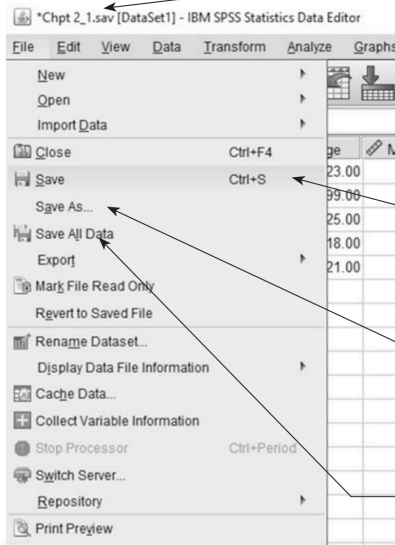 *Chpt 2_1.sav [DataSet1] - IBM SPSS Statistics Data Editor
File Edit View Data Transform Analyze Graphs
New
Open
Import Data
Close Ctrl+F4
Save Ctrl+S
Save As...
Save All Data
Export
Mark File Read Only
Revert to Saved File
Rename Dataset...
Display Data File Information
Cache Data...
Collect Variable Information
Stop Processor Ctrl+Period
Switch Server...
Repository
Print Preview
ge
23.00
99.00
25.00
18.00
21.00